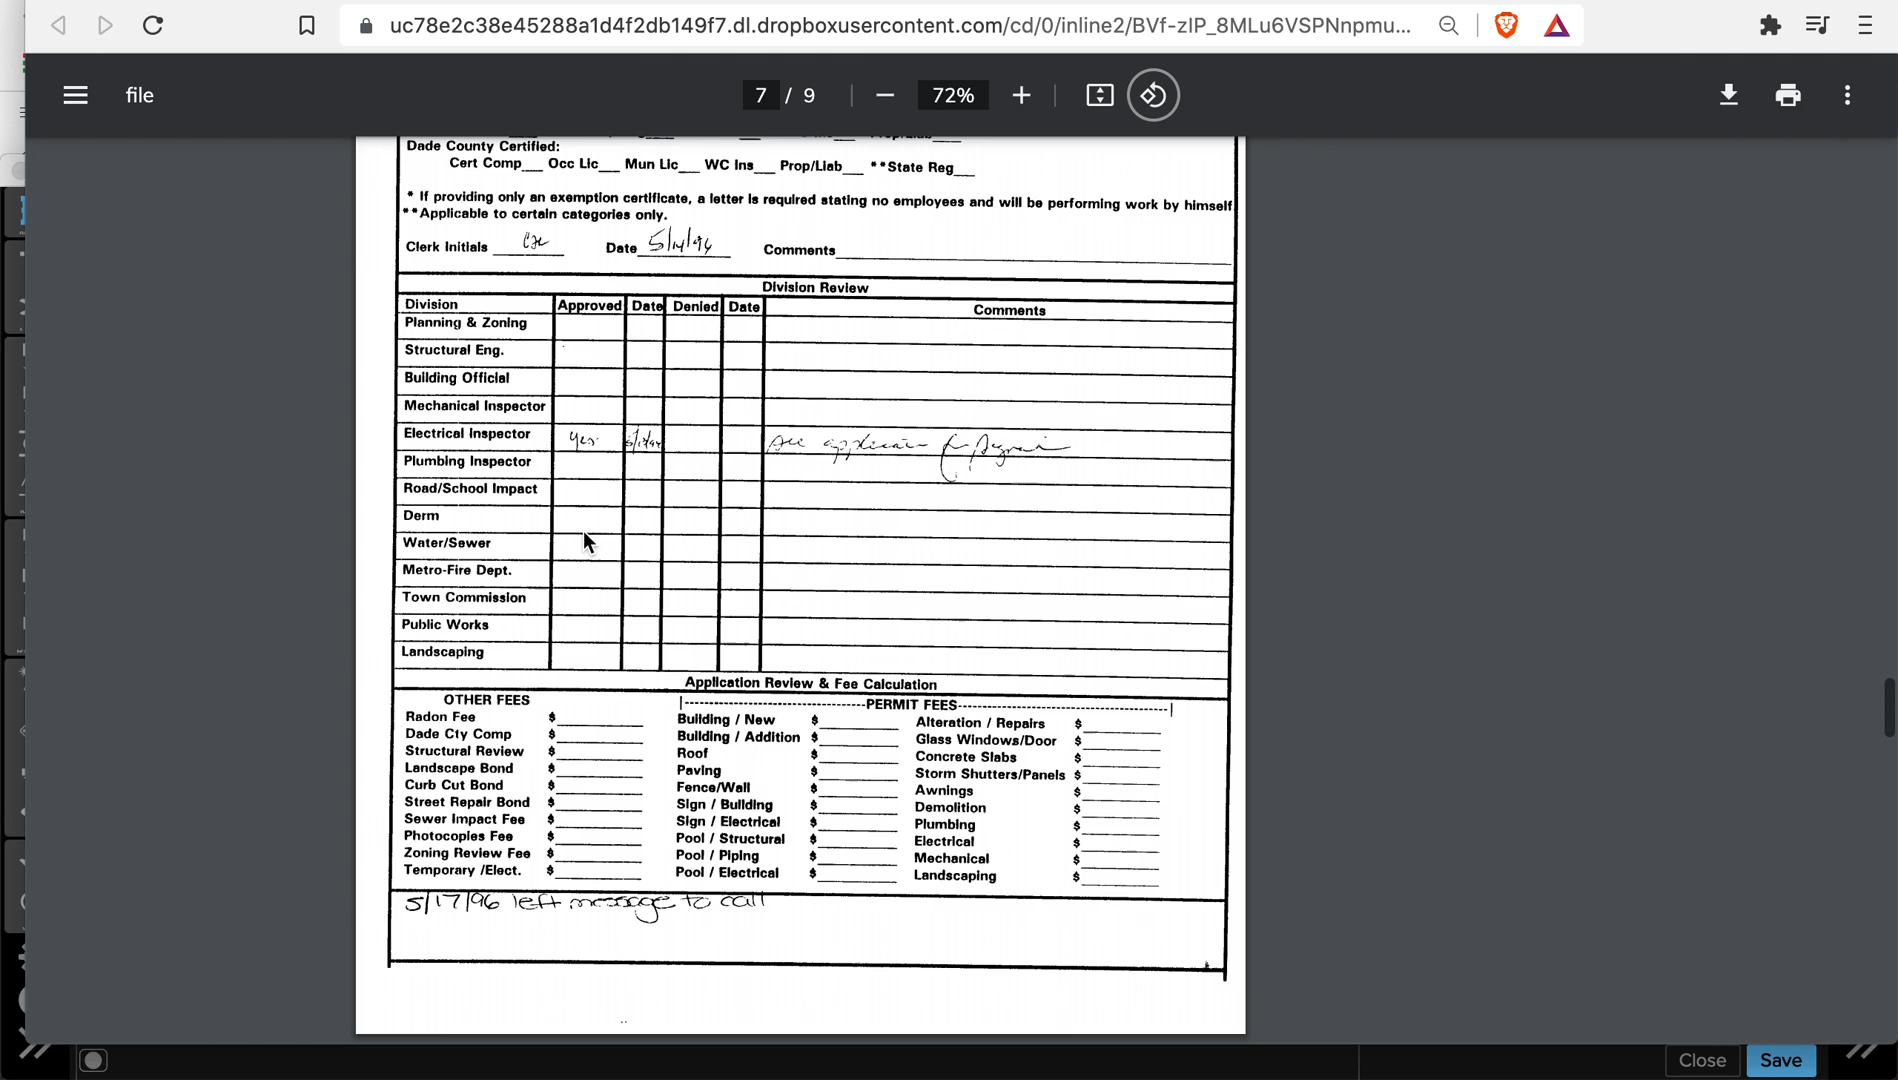 uc78e2c38e45288a1d4f2db149f7.dl.dropboxusercontent.com/cd/0/inline2/BVf-zIP_8MLu6VSPNnpmu...
file
7 / 9
72%
Dade County Certified:
Cert Comp___ Occ Lic___ Mun Lic___ WC Ins___ Prop/Liab___ **State Reg___
* If providing only an exemption certificate, a letter is required stating no employees and will be performing work by himself
**Applicable to certain categories only.
Clerk Initials Date 5/14/96 Comments
Division Review
Division Approved Date Denied Date Comments
Planning & Zoning
Structural Eng.
Building Official
Mechanical Inspector
Electrical Inspector yes see application
Plumbing Inspector
Road/School Impact
Derm
Water/Sewer
Metro-Fire Dept.
Town Commission
Public Works
Landscaping
Application Review & Fee Calculation
OTHER FEES
Radon Fee $
Dade Cty Comp $
Structural Review $
Landscape Bond $
Curb Cut Bond $
Street Repair Bond $
Sewer Impact Fee $
Photocopies Fee $
Zoning Review Fee $
Temporary /Elect. $
|-----PERMIT FEES-----|
Building / New $
Building / Addition $
Roof $
Paving $
Fence/Wall $
Sign / Building $
Sign / Electrical $
Pool / Structural $
Pool / Piping $
Pool / Electrical $
Alteration / Repairs $
Glass Windows/Door $
Concrete Slabs $
Storm Shutters/Panels $
Awnings $
Demolition $
Plumbing $
Electrical $
Mechanical $
Landscaping $
5/17/96 left message to call
Close
Save